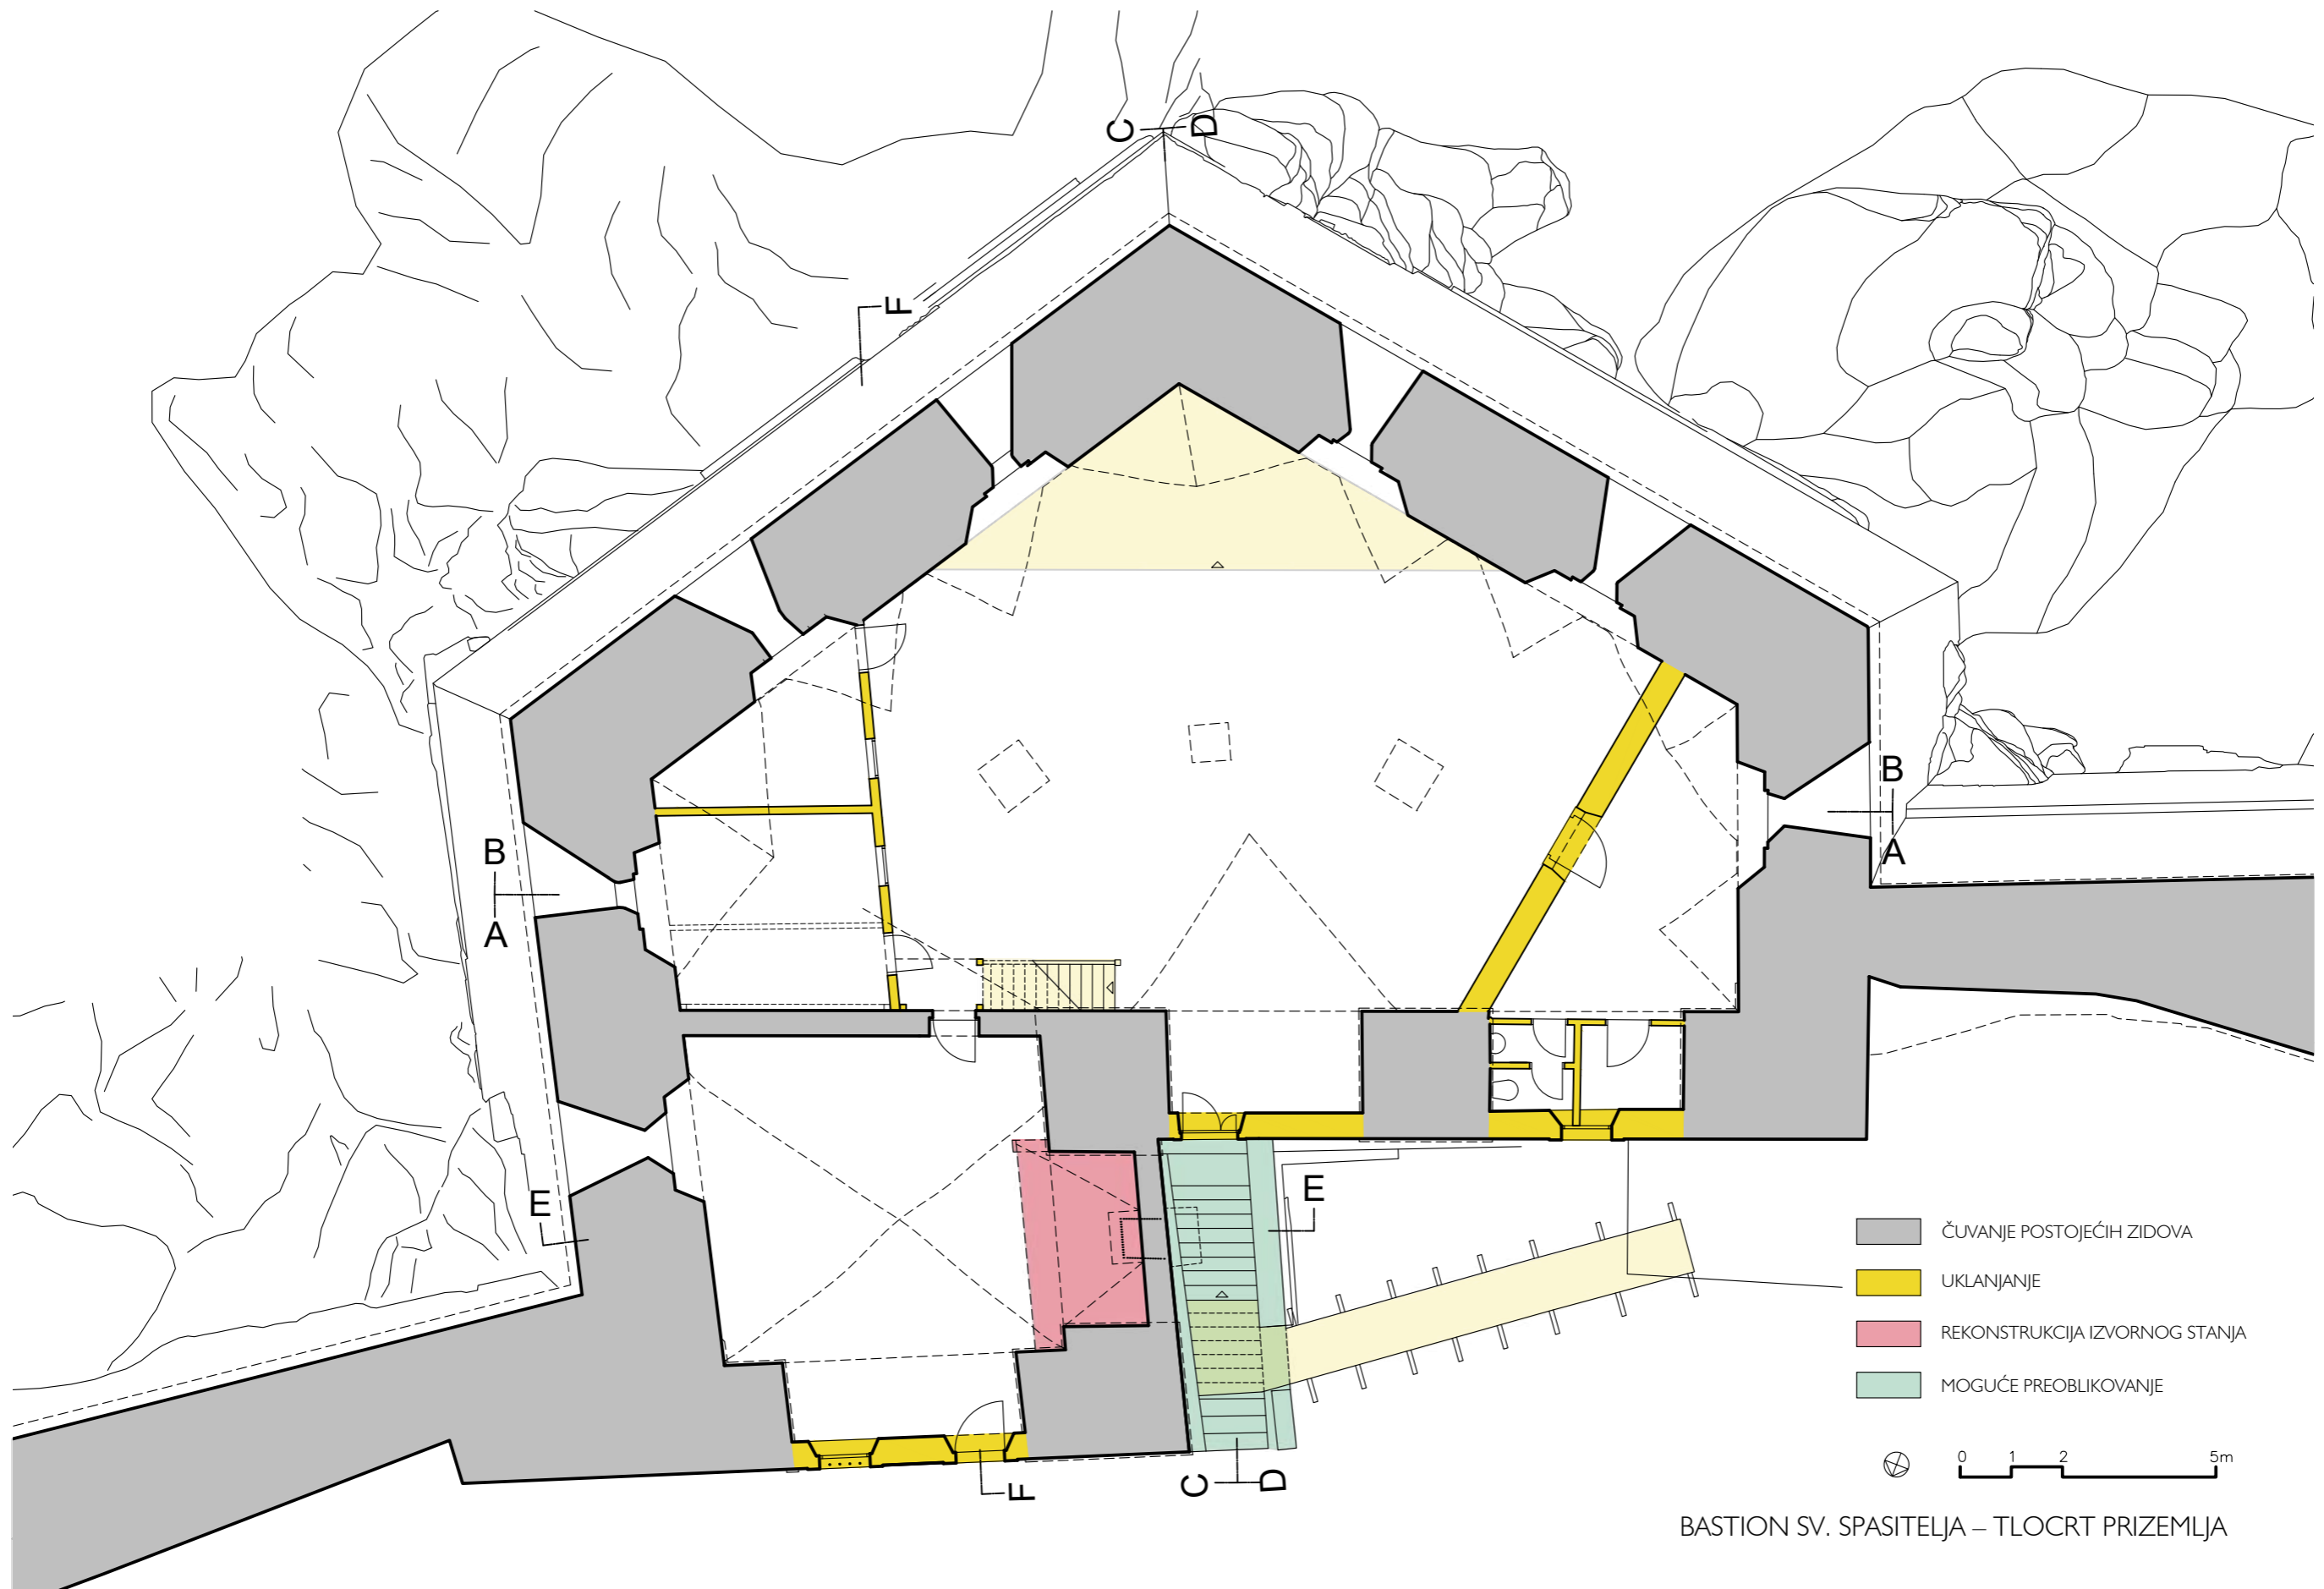 C
D
F
B
A
B
A
E
E
C
D
F
ČUVANJE POSTOJEĆIH ZIDOVA
UKLANJANJE
REKONSTRUKCIJA IZVORNOG STANJA
MOGUĆE PREOBLIKOVANJE
0 1 2 5m
BASTION SV. SPASITELJA – TLOCRT PRIZEMLJA